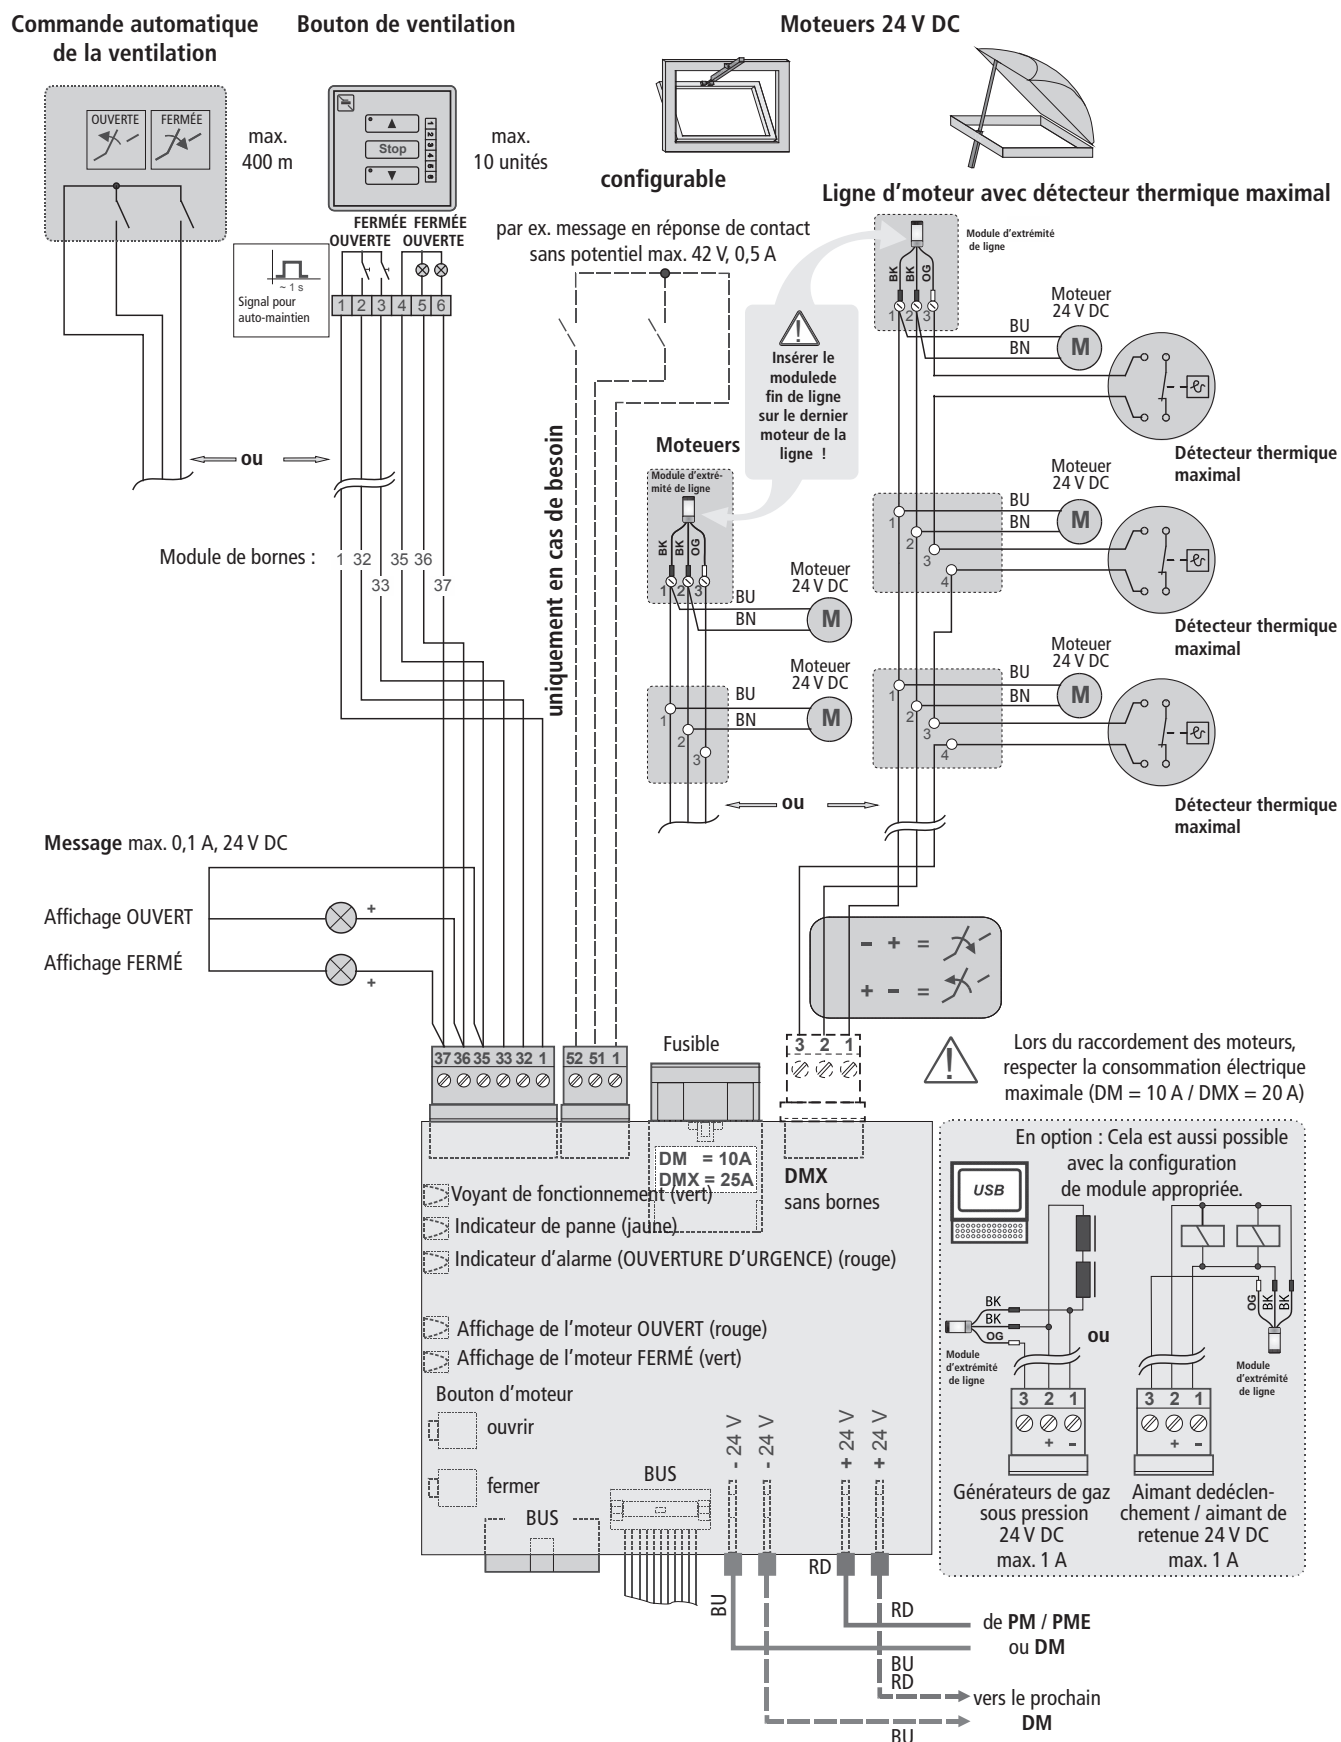 Commande automatique
de la ventilation
Bouton de ventilation
Moteuers 24 V DC
OUVERTE
FERMÉE
max.
400 m
Stop
1
2
3
4
5
6
max.
10 unités
configurable
par ex. message en réponse de contact
sans potentiel max. 42 V, 0,5 A
Ligne d’moteur avec détecteur thermique maximal
Module d'extrémité
de ligne
BK
BK
OG
1 2 3
FERMÉE FERMÉE
OUVERTE OUVERTE
~ 1 s
Signal pour
auto-maintien
1 2 3 4 5 6
Insérer le
modulede
fin de ligne
sur le dernier
moteur de la
ligne !
Moteuer
24 V DC
BU
BN
M
Détecteur thermique
maximal
ou
uniquement en cas de besoin
Moteuers
Module d'extré-
mité de ligne
BK
BK
OG
1 2 3
Moteuer
24 V DC
BU
BN
M
Moteuer
24 V DC
BU
BN
M
1
2
3
Moteuer
24 V DC
BU
BN
M
1
2
3
4
Détecteur thermique
maximal
Moteuer
24 V DC
BU
BN
M
1
2
3
4
Détecteur thermique
maximal
ou
Module de bornes :
1 32 35 36
33 37
Message max. 0,1 A, 24 V DC
Affichage OUVERT
+
Affichage FERMÉ
+
- + =
+ - =
37 36 35 33 32 1
52 51 1
Fusible
3 2 1
Lors du raccordement des moteurs,
respecter la consommation électrique
maximale (DM = 10 A / DMX = 20 A)
DM = 10A
DMX = 25A
DMX
sans bornes
Voyant de fonctionnement (vert)
Indicateur de panne (jaune)
Indicateur d’alarme (OUVERTURE D’URGENCE) (rouge)
Affichage de l’moteur OUVERT (rouge)
Affichage de l’moteur FERMÉ (vert)
Bouton d’moteur
ouvrir
fermer
BUS
BUS
- 24 V
- 24 V
+ 24 V
+ 24 V
En option : Cela est aussi possible
avec la configuration
de module appropriée.
USB
BK
BK
OG
Module
d'extrémité
de ligne
ou
OG
BK
BK
Module
d'extrémité
de ligne
3 2 1
+ -
3 2 1
+ -
Générateurs de gaz
sous pression
24 V DC
max. 1 A
Aimant dedéclen-
chement / aimant de
retenue 24 V DC
max. 1 A
BU
RD
RD
de PM / PME
ou DM
BU
RD
vers le prochain
DM
BU